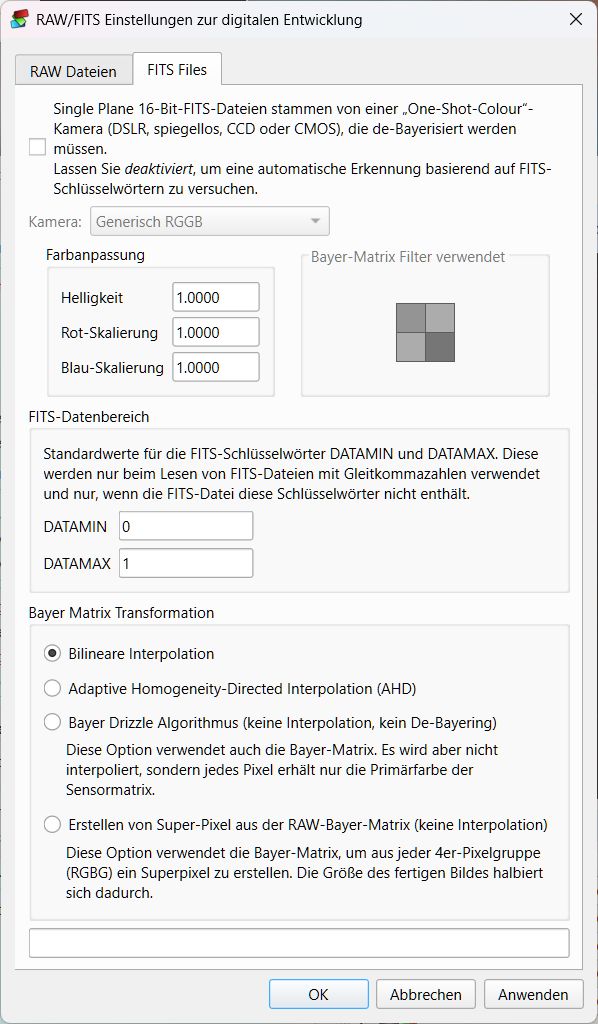 RAW/FITS Einstellungen zur digitalen Entwicklung
RAW Dateien
FITS Files
Single Plane 16-Bit-FITS-Dateien stammen von einer „One-Shot-Colour“-
Kamera (DSLR, spiegellos, CCD oder CMOS), die de-Bayerisiert werden
müssen.
Lassen Sie deaktiviert, um eine automatische Erkennung basierend auf FITS-
Schlüsselwörtern zu versuchen.
Kamera: Generisch RGGB
Farbanpassung
Helligkeit 1.0000
Rot-Skalierung 1.0000
Blau-Skalierung 1.0000
Bayer-Matrix Filter verwendet
FITS-Datenbereich
Standardwerte für die FITS-Schlüsselwörter DATAMIN und DATAMAX. Diese
werden nur beim Lesen von FITS-Dateien mit Gleitkommazahlen verwendet
und nur, wenn die FITS-Datei diese Schlüsselwörter nicht enthält.
DATAMIN 0
DATAMAX 1
Bayer Matrix Transformation
Bilineare Interpolation
Adaptive Homogeneity-Directed Interpolation (AHD)
Bayer Drizzle Algorithmus (keine Interpolation, kein De-Bayering)
Diese Option verwendet auch die Bayer-Matrix. Es wird aber nicht
interpoliert, sondern jedes Pixel erhält nur die Primärfarbe der
Sensormatrix.
Erstellen von Super-Pixel aus der RAW-Bayer-Matrix (keine Interpolation)
Diese Option verwendet die Bayer-Matrix, um aus jeder 4er-Pixelgruppe
(RGBG) ein Superpixel zu erstellen. Die Größe des fertigen Bildes halbiert
sich dadurch.
OK
Abbrechen
Anwenden